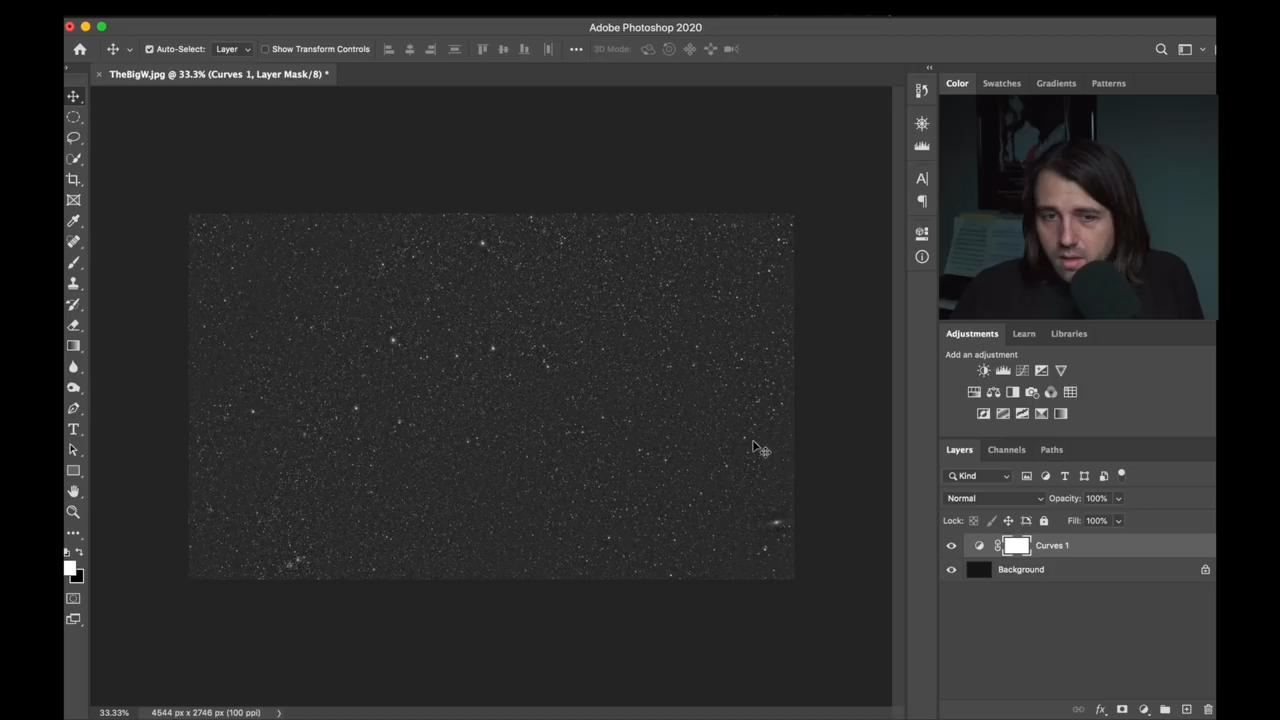 Adobe Photoshop 2020
Auto-Select: Layer Show Transform Controls ••• 3D Mode:
TheBigW.jpg @ 33.3% (Curves 1, Layer Mask/8) *
Color Swatches Gradients Patterns
Adjustments Learn Libraries
Add an adjustment
Layers Channels Paths
Kind
Normal Opacity: 100%
Lock: Fill: 100%
Curves 1
Background
33.33% 4544 px x 2746 px (100 ppi)